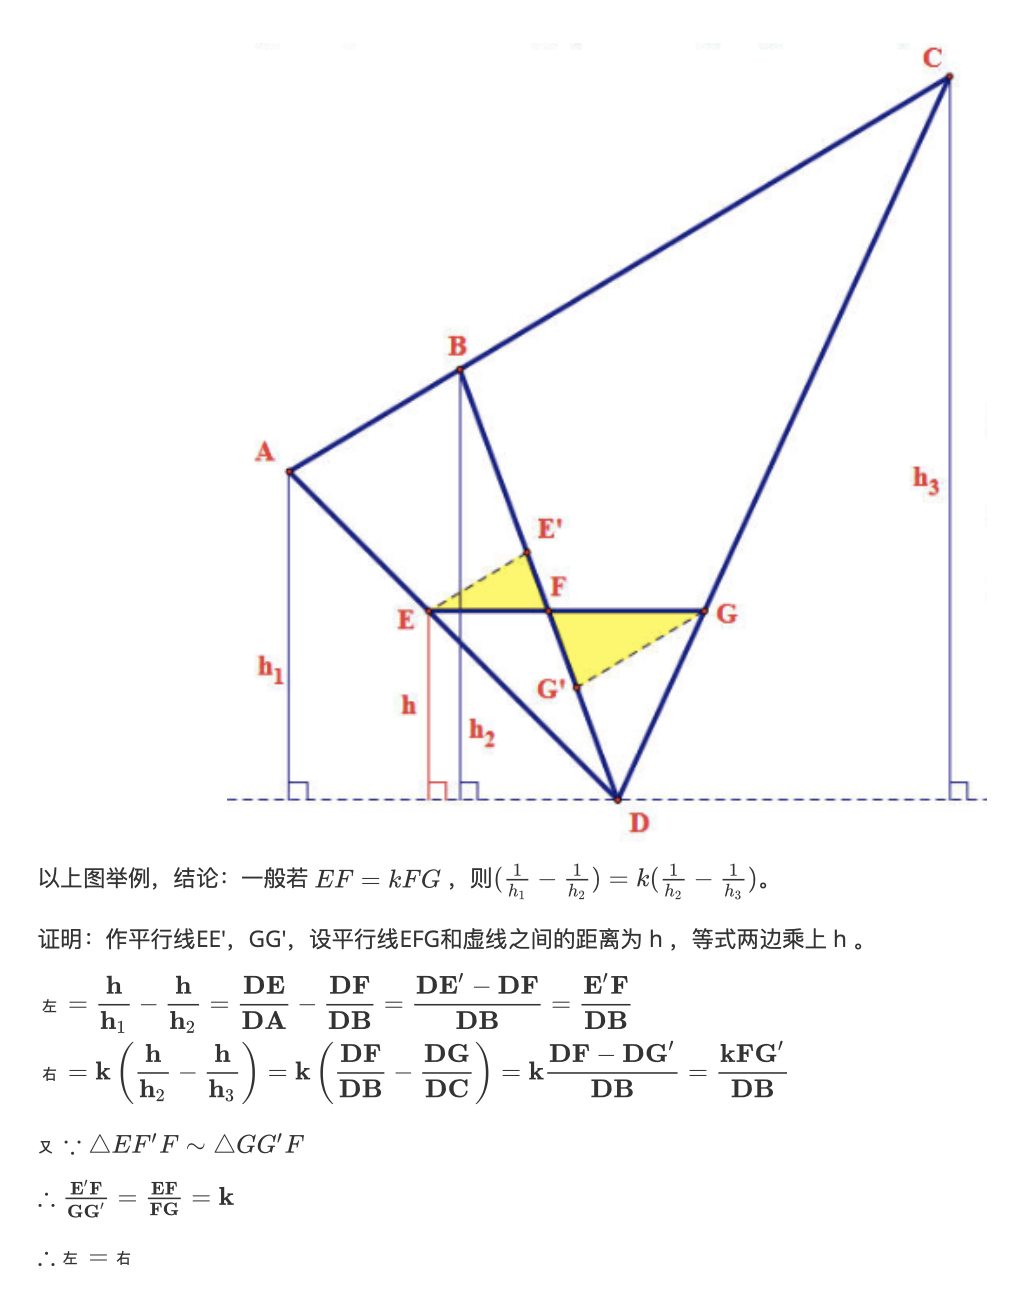 C
B
A
h₃
E'
F
E
G
h₁
G'
h
h₂
D
以上图举例，结论：一般若 EF = kFG ，则(1/h₁ − 1/h₂) = k(1/h₂ − 1/h₃)。
证明：作平行线EE'，GG'，设平行线EFG和虚线之间的距离为 h ，等式两边乘上 h 。
左 = h/h₁ − h/h₂ = DE/DA − DF/DB = (DE′ − DF)/DB = E′F/DB
右 = k(h/h₂ − h/h₃) = k(DF/DB − DG/DC) = k (DF − DG′)/DB = kFG′/DB
又 ∵ △EF′F ∼ △GG′F
∴ E′F/GG′ = EF/FG = k
∴ 左 = 右